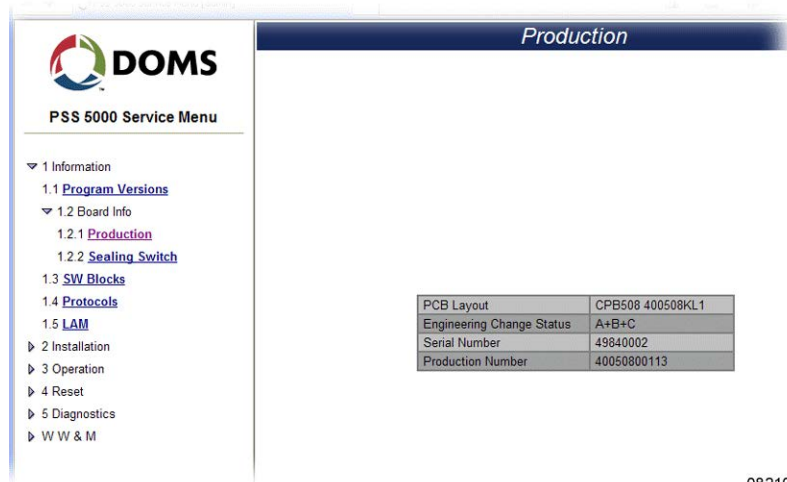 DOMS
PSS 5000 Service Menu
1 Information
1.1 Program Versions
1.2 Board Info
1.2.1 Production
1.2.2 Sealing Switch
1.3 SW Blocks
1.4 Protocols
1.5 LAM
2 Installation
3 Operation
4 Reset
5 Diagnostics
W W & M
Production
PCB Layout CPB508 400508KL1
Engineering Change Status A+B+C
Serial Number 49840002
Production Number 40050800113